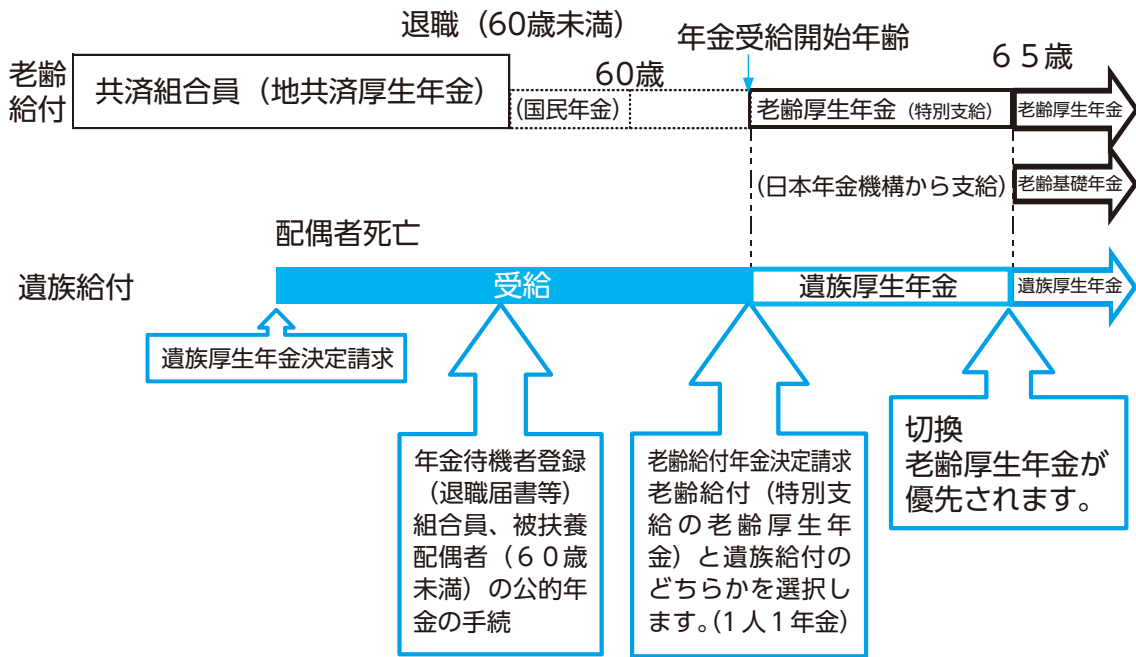 退職（60歳未満）
年金受給開始年齢
60歳
６５歳
老齢
給付
共済組合員（地共済厚生年金）
(国民年金)
老齢厚生年金（特別支給）
老齢厚生年金
(日本年金機構から支給)
老齢基礎年金
配偶者死亡
遺族給付
受給
遺族厚生年金
遺族厚生年金
遺族厚生年金決定請求
年金待機者登録
（退職届書等）
組合員、被扶養
配偶者（６０歳
未満）の公的年
金の手続
老齢給付年金決定請求
老齢給付（特別支
給の老齢厚生年
金）と遺族給付の
どちらかを選択し
ます。(１人１年金）
切換
老齢厚生年金が
優先されます。